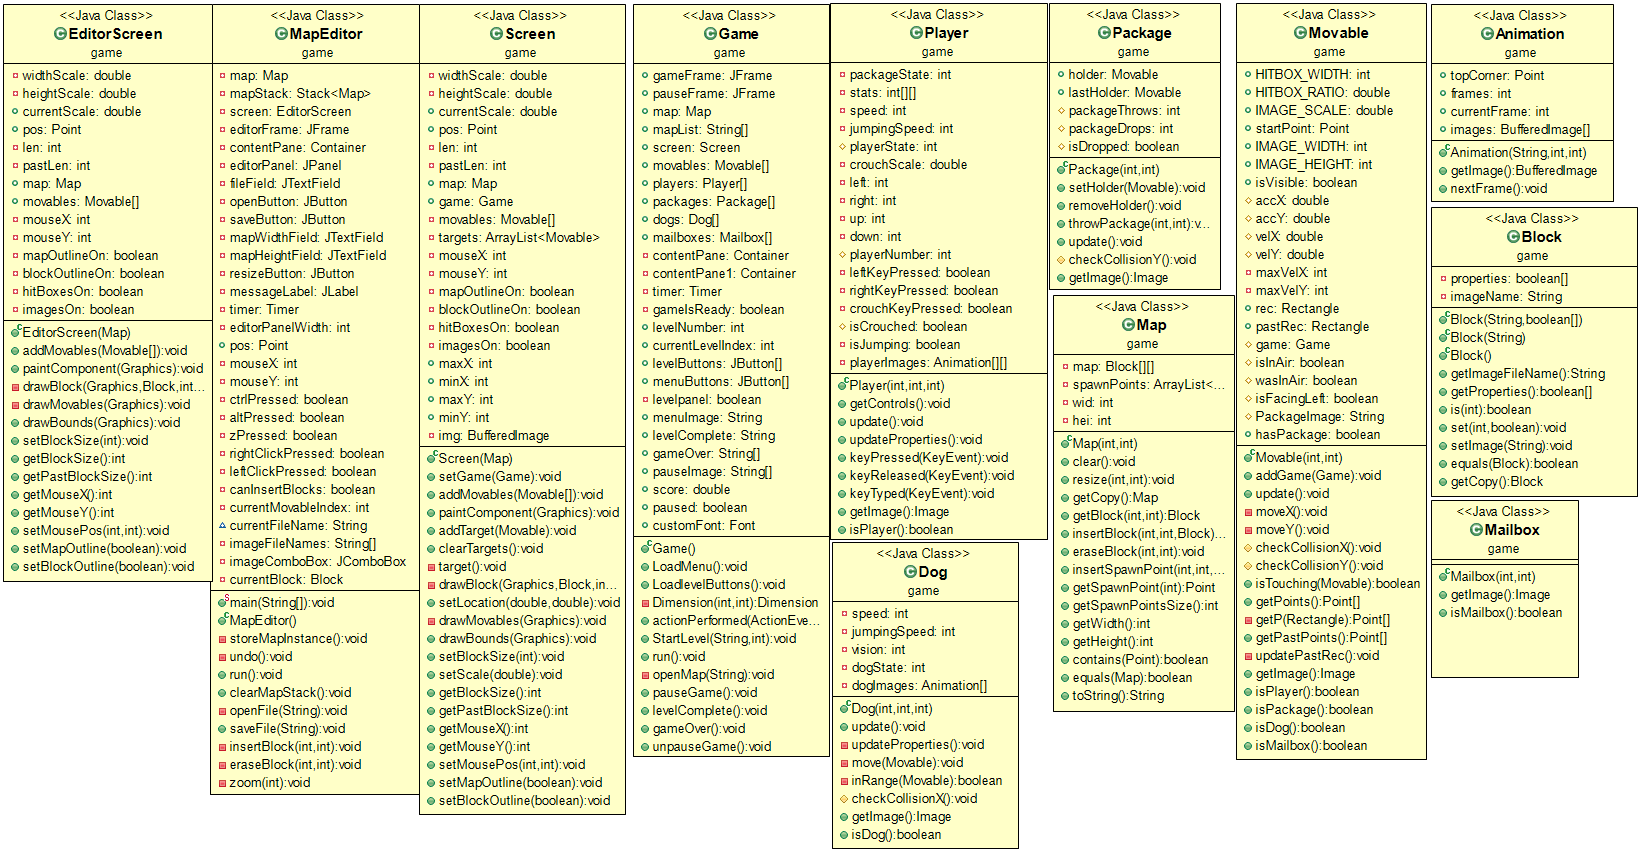 <<Java Class>>
EditorScreen
game
widthScale: double
heightScale: double
currentScale: double
pos: Point
len: int
pastLen: int
map: Map
movables: Movable[]
mouseX: int
mouseY: int
mapOutlineOn: boolean
blockOutlineOn: boolean
hitBoxesOn: boolean
imagesOn: boolean
EditorScreen(Map)
addMovables(Movable[]):void
paintComponent(Graphics):void
drawBlock(Graphics,Block,int...
drawMovables(Graphics):void
drawBounds(Graphics):void
setBlockSize(int):void
getBlockSize():int
getPastBlockSize():int
getMouseX():int
getMouseY():int
setMousePos(int,int):void
setMapOutline(boolean):void
setBlockOutline(boolean):void
<<Java Class>>
MapEditor
game
map: Map
mapStack: Stack<Map>
screen: EditorScreen
editorFrame: JFrame
contentPane: Container
editorPanel: JPanel
fileField: JTextField
openButton: JButton
saveButton: JButton
mapWidthField: JTextField
mapHeightField: JTextField
resizeButton: JButton
messageLabel: JLabel
timer: Timer
editorPanelWidth: int
pos: Point
mouseX: int
mouseY: int
ctrlPressed: boolean
altPressed: boolean
zPressed: boolean
rightClickPressed: boolean
leftClickPressed: boolean
canInsertBlocks: boolean
currentMovableIndex: int
currentFileName: String
imageFileNames: String[]
imageComboBox: JComboBox
currentBlock: Block
main(String[]):void
MapEditor()
storeMapInstance():void
undo():void
run():void
clearMapStack():void
openFile(String):void
saveFile(String):void
insertBlock(int,int):void
eraseBlock(int,int):void
zoom(int):void
<<Java Class>>
Screen
game
widthScale: double
heightScale: double
currentScale: double
pos: Point
len: int
pastLen: int
map: Map
game: Game
movables: Movable[]
targets: ArrayList<Movable>
mouseX: int
mouseY: int
mapOutlineOn: boolean
blockOutlineOn: boolean
hitBoxesOn: boolean
imagesOn: boolean
maxX: int
minX: int
maxY: int
minY: int
img: BufferedImage
Screen(Map)
setGame(Game):void
addMovables(Movable[]):void
paintComponent(Graphics):void
addTarget(Movable):void
clearTargets():void
target():void
drawBlock(Graphics,Block,in...
setLocation(double,double):void
drawMovables(Graphics):void
drawBounds(Graphics):void
setBlockSize(int):void
setScale(double):void
getBlockSize():int
getPastBlockSize():int
getMouseX():int
getMouseY():int
setMousePos(int,int):void
setMapOutline(boolean):void
setBlockOutline(boolean):void
<<Java Class>>
Game
game
gameFrame: JFrame
pauseFrame: JFrame
map: Map
mapList: String[]
screen: Screen
movables: Movable[]
players: Player[]
packages: Package[]
dogs: Dog[]
mailboxes: Mailbox[]
contentPane: Container
contentPane1: Container
timer: Timer
gameIsReady: boolean
levelNumber: int
currentLevelIndex: int
levelButtons: JButton[]
menuButtons: JButton[]
levelpanel: boolean
menuImage: String
levelComplete: String
gameOver: String[]
pauseImage: String[]
score: double
paused: boolean
customFont: Font
Game()
LoadMenu():void
LoadlevelButtons():void
Dimension(int,int):Dimension
actionPerformed(ActionEve...
StartLevel(String,int):void
run():void
openMap(String):void
pauseGame():void
levelComplete():void
gameOver():void
unpauseGame():void
<<Java Class>>
Player
game
packageState: int
stats: int[][]
speed: int
jumpingSpeed: int
playerState: int
crouchScale: double
left: int
right: int
up: int
down: int
playerNumber: int
leftKeyPressed: boolean
rightKeyPressed: boolean
crouchKeyPressed: boolean
isCrouched: boolean
isJumping: boolean
playerImages: Animation[][]
Player(int,int,int)
getControls():void
update():void
updateProperties():void
keyPressed(KeyEvent):void
keyReleased(KeyEvent):void
keyTyped(KeyEvent):void
getImage():Image
isPlayer():boolean
<<Java Class>>
Dog
game
speed: int
jumpingSpeed: int
vision: int
dogState: int
dogImages: Animation[]
Dog(int,int,int)
update():void
updateProperties():void
move(Movable):void
inRange(Movable):boolean
checkCollisionX():void
getImage():Image
isDog():boolean
<<Java Class>>
Package
game
holder: Movable
lastHolder: Movable
packageThrows: int
packageDrops: int
isDropped: boolean
Package(int,int)
setHolder(Movable):void
removeHolder():void
throwPackage(int,int):v...
update():void
checkCollisionY():void
getImage():Image
<<Java Class>>
Map
game
map: Block[][]
spawnPoints: ArrayList<...
wid: int
hei: int
Map(int,int)
clear():void
resize(int,int):void
getCopy():Map
getBlock(int,int):Block
insertBlock(int,int,Block)...
eraseBlock(int,int):void
insertSpawnPoint(int,int,...
getSpawnPoint(int):Point
getSpawnPointsSize():int
getWidth():int
getHeight():int
contains(Point):boolean
equals(Map):boolean
toString():String
<<Java Class>>
Movable
game
HITBOX_WIDTH: int
HITBOX_RATIO: double
IMAGE_SCALE: double
startPoint: Point
IMAGE_WIDTH: int
IMAGE_HEIGHT: int
isVisible: boolean
accX: double
accY: double
velX: double
velY: double
maxVelX: int
maxVelY: int
rec: Rectangle
pastRec: Rectangle
game: Game
isInAir: boolean
wasInAir: boolean
isFacingLeft: boolean
PackageImage: String
hasPackage: boolean
Movable(int,int)
addGame(Game):void
update():void
moveX():void
moveY():void
checkCollisionX():void
checkCollisionY():void
isTouching(Movable):boolean
getPoints():Point[]
getP(Rectangle):Point[]
getPastPoints():Point[]
updatePastRec():void
getImage():Image
isPlayer():boolean
isPackage():boolean
isDog():boolean
isMailbox():boolean
<<Java Class>>
Animation
game
topCorner: Point
frames: int
currentFrame: int
images: BufferedImage[]
Animation(String,int,int)
getImage():BufferedImage
nextFrame():void
<<Java Class>>
Block
game
properties: boolean[]
imageName: String
Block(String,boolean[])
Block(String)
Block()
getImageFileName():String
getProperties():boolean[]
is(int):boolean
set(int,boolean):void
setImage(String):void
equals(Block):boolean
getCopy():Block
<<Java Class>>
Mailbox
game
Mailbox(int,int)
getImage():Image
isMailbox():boolean